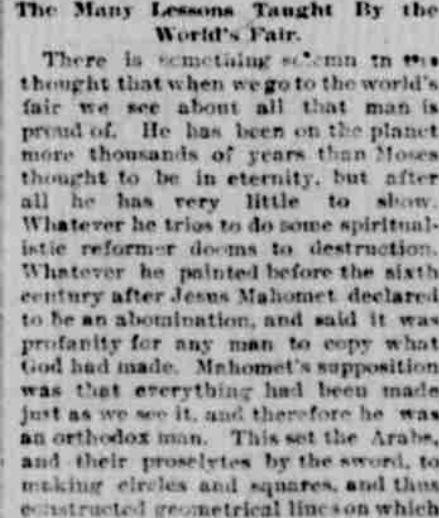 The Many Lessons Taught By the
World's Fair.
There is something solemn in the
thought that when we go to the world's
fair we see about all that man is
proud of. He has been on the planet
more thousands of years than Moses
thought to be in eternity, but after
all he has very little to show.
Whatever he tries to do some spiritual-
istic reformer dooms to destruction.
Whatever he painted before the sixth
century after Jesus Mahomet declared
to be an abomination, and said it was
profanity for any man to copy what
God had made. Mahomet's supposition
was that everything had been made
just as we see it, and therefore he was
an orthodox man. This set the Arabs,
and their proselytes by the sword, to
making circles and squares, and thus
constructed geometrical lines on which